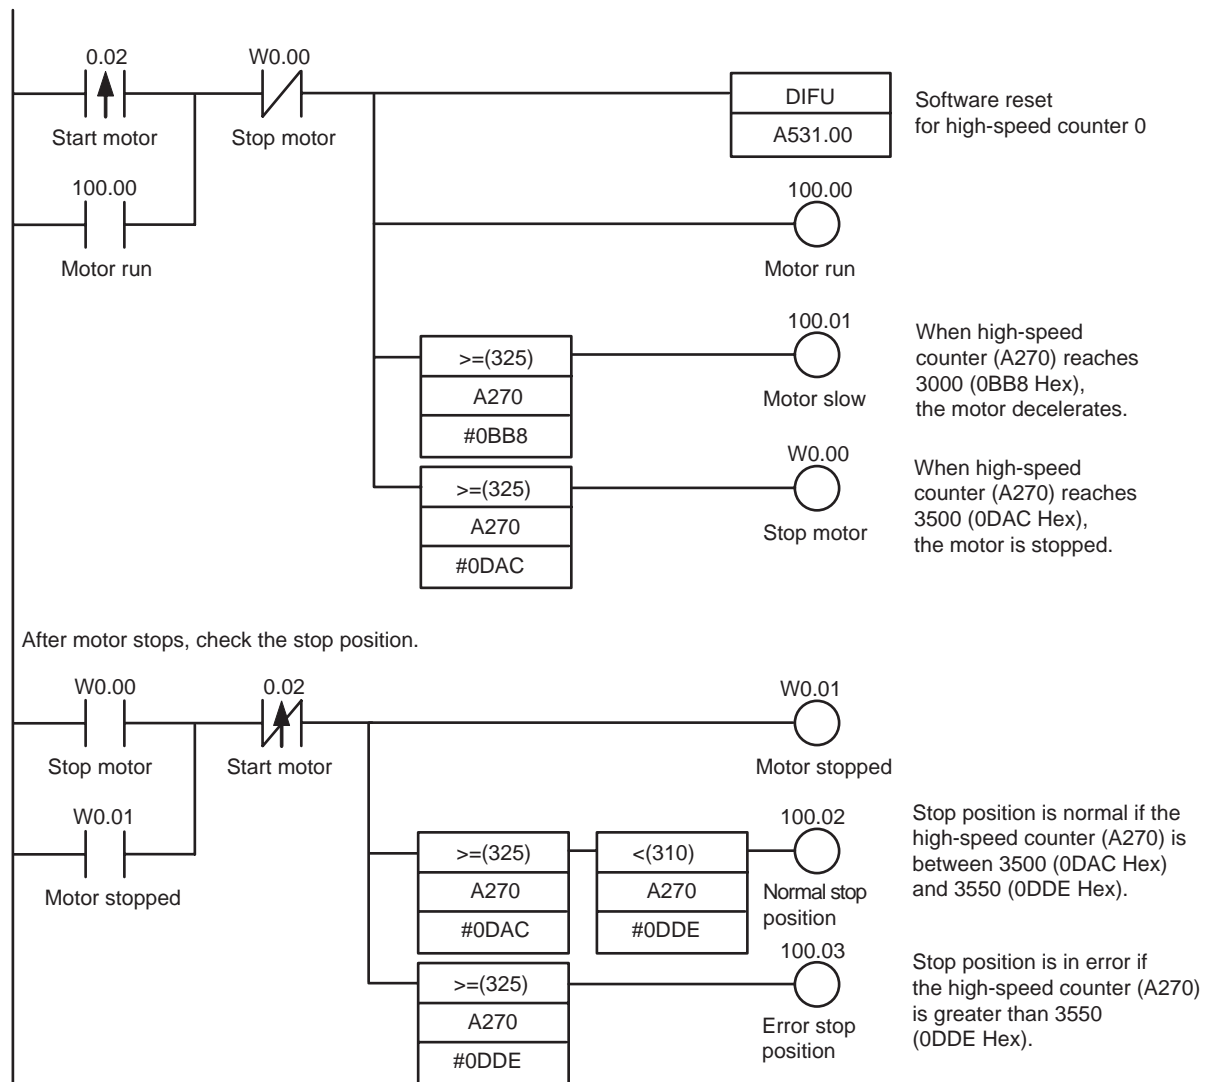 0.02
W0.00
DIFU
A531.00
Software reset
for high-speed counter 0
Start motor
Stop motor
100.00
Motor run
100.00
Motor run
100.01
Motor slow
>=(325)
A270
#0BB8
When high-speed
counter (A270) reaches
3000 (0BB8 Hex),
the motor decelerates.
W0.00
Stop motor
>=(325)
A270
#0DAC
When high-speed
counter (A270) reaches
3500 (0DAC Hex),
the motor is stopped.
After motor stops, check the stop position.
W0.00
Stop motor
0.02
Start motor
W0.01
Motor stopped
W0.01
Motor stopped
>=(325)
A270
#0DAC
<(310)
A270
#0DDE
100.02
Normal stop
position
Stop position is normal if the
high-speed counter (A270) is
between 3500 (0DAC Hex)
and 3550 (0DDE Hex).
>=(325)
A270
#0DDE
100.03
Error stop
position
Stop position is in error if
the high-speed counter (A270)
is greater than 3550
(0DDE Hex).